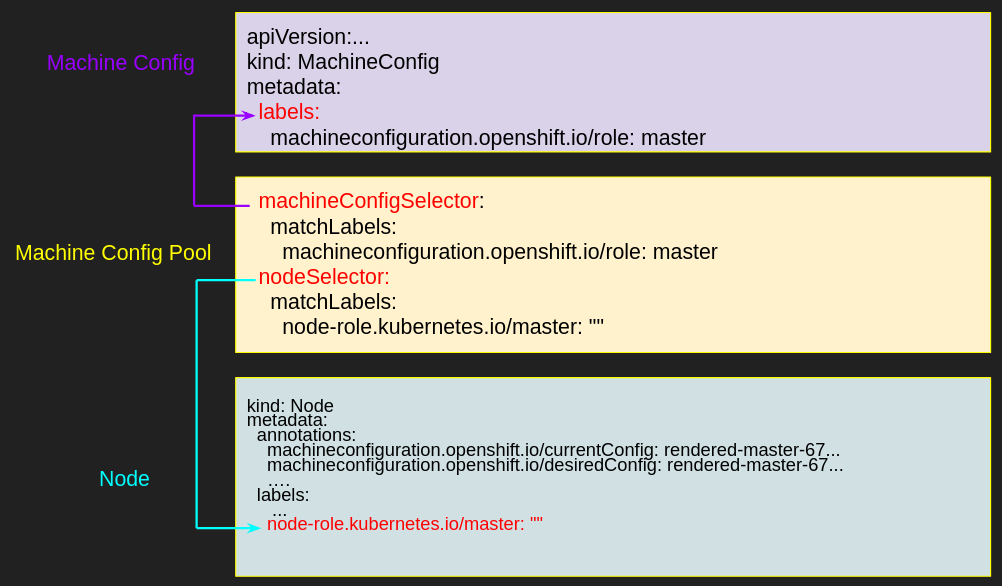 Machine Config
apiVersion:...
kind: MachineConfig
metadata:
labels:
machineconfiguration.openshift.io/role: master
Machine Config Pool
machineConfigSelector:
matchLabels:
machineconfiguration.openshift.io/role: master
nodeSelector:
matchLabels:
node-role.kubernetes.io/master: ""
Node
kind: Node
metadata:
annotations:
machineconfiguration.openshift.io/currentConfig: rendered-master-67...
machineconfiguration.openshift.io/desiredConfig: rendered-master-67...
....
labels:
...
node-role.kubernetes.io/master: ""